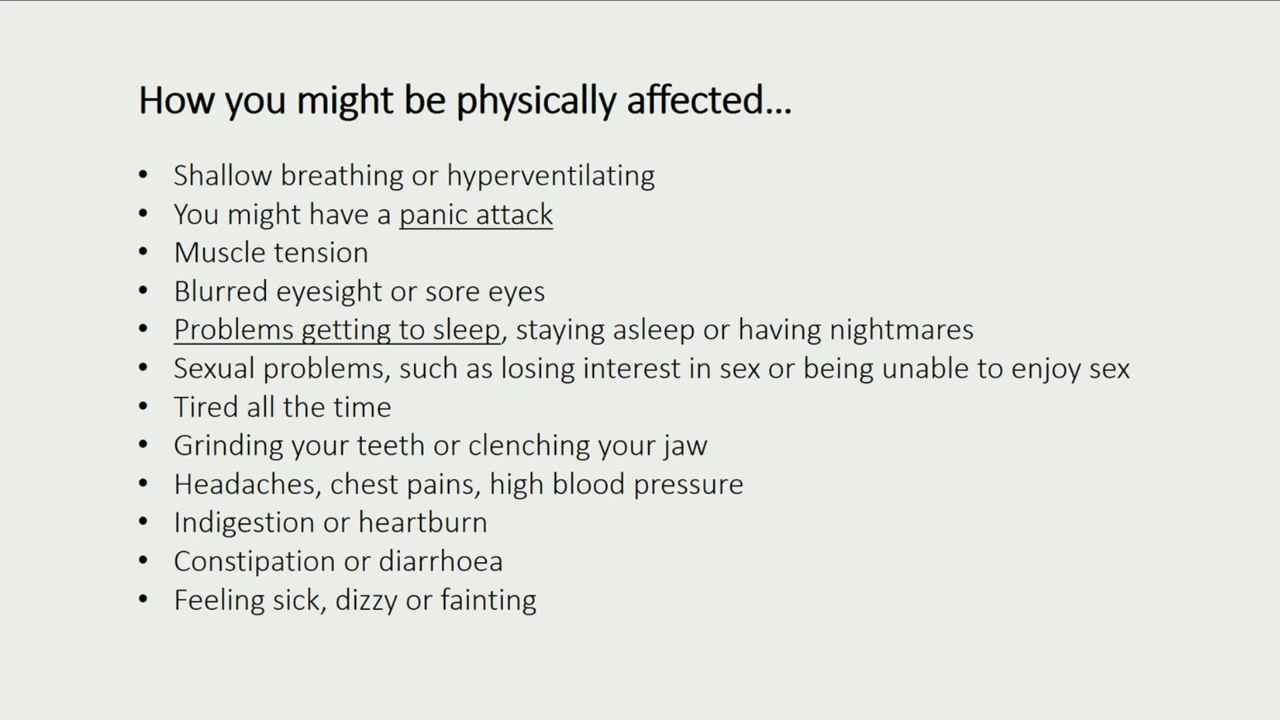 How you might be physically affected...
• Shallow breathing or hyperventilating
• You might have a panic attack
• Muscle tension
• Blurred eyesight or sore eyes
• Problems getting to sleep, staying asleep or having nightmares
• Sexual problems, such as losing interest in sex or being unable to enjoy sex
• Tired all the time
• Grinding your teeth or clenching your jaw
• Headaches, chest pains, high blood pressure
• Indigestion or heartburn
• Constipation or diarrhoea
• Feeling sick, dizzy or fainting